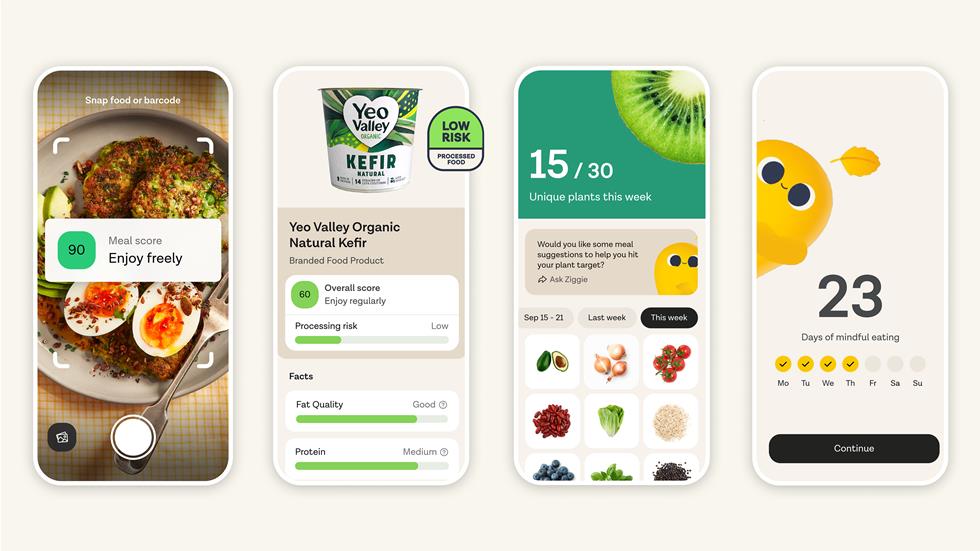 Snap food or barcode
90
Meal score
Enjoy freely
Yeo
Valley
ORGANIC
KEFIR
NATURAL
LOW
RISK
PROCESSED
FOOD
Yeo Valley Organic
Natural Kefir
Branded Food Product
60
Overall score
Enjoy regularly
Processing risk Low
Facts
Fat Quality Good ?
Protein Medium ?
15 / 30
Unique plants this week
Would you like some meal
suggestions to help you hit
your plant target?
Ask Ziggie
Sep 15 - 21 Last week This week
23
Days of mindful eating
Mo Tu We Th Fr Sa Su
Continue